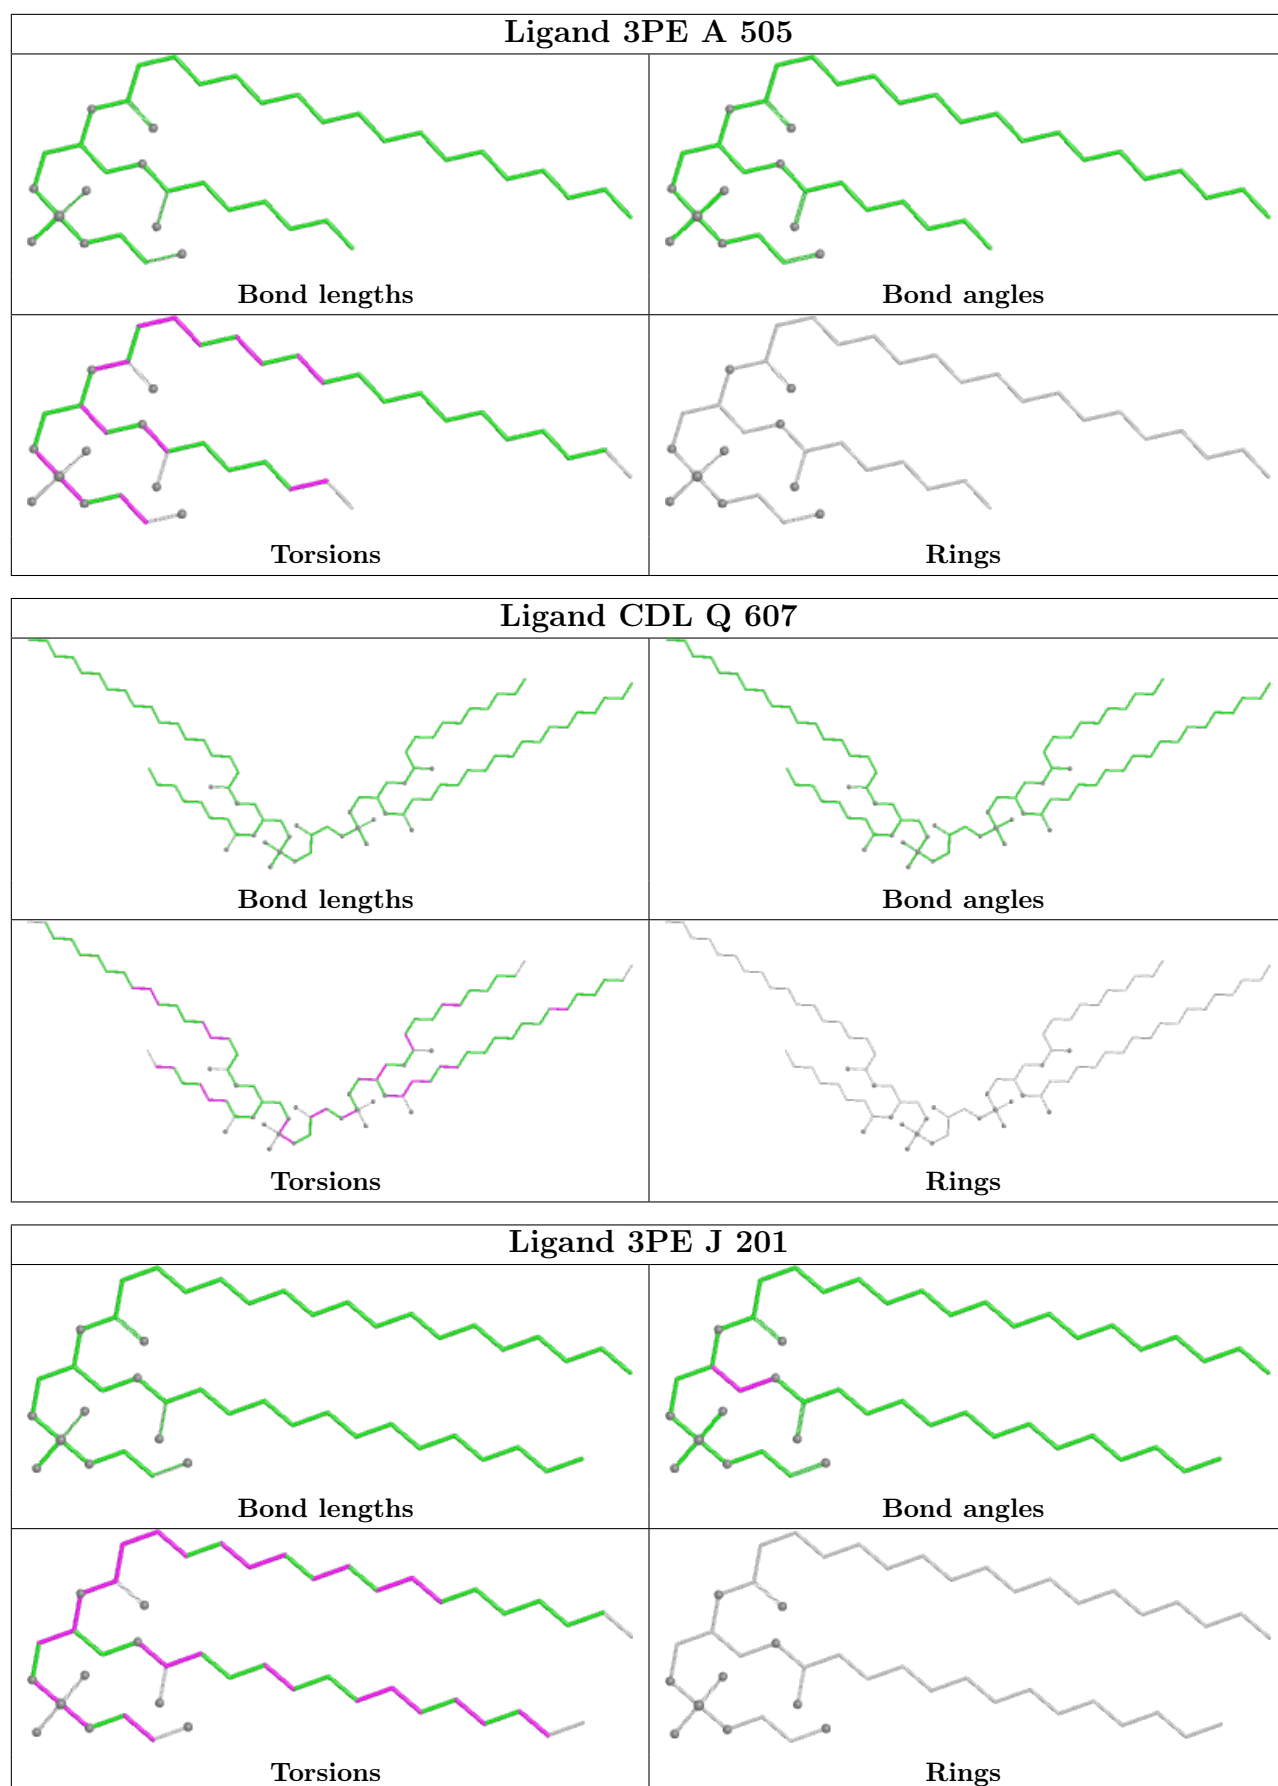 Ligand 3PE A 505
Bond lengths
Bond angles
Torsions
Rings
Ligand CDL Q 607
Bond lengths
Bond angles
Torsions
Rings
Ligand 3PE J 201
Bond lengths
Bond angles
Torsions
Rings